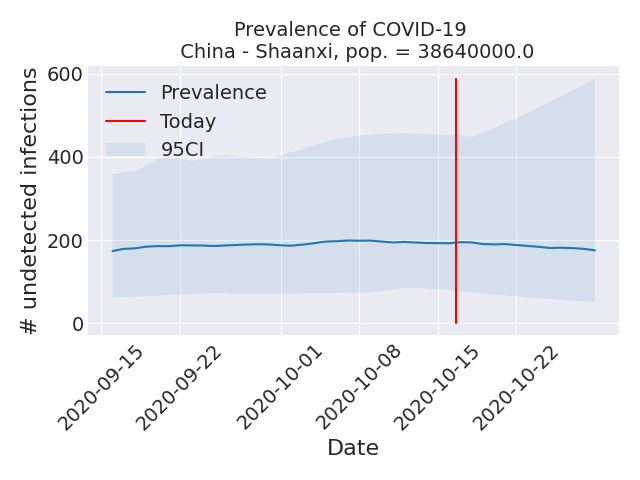 Prevalence of COVID-19
China - Shaanxi, pop. = 38640000.0
# undetected infections
600
400
200
0
Prevalence
Today
95CI
2020-09-15
2020-09-22
2020-10-01
2020-10-08
2020-10-15
2020-10-22
Date